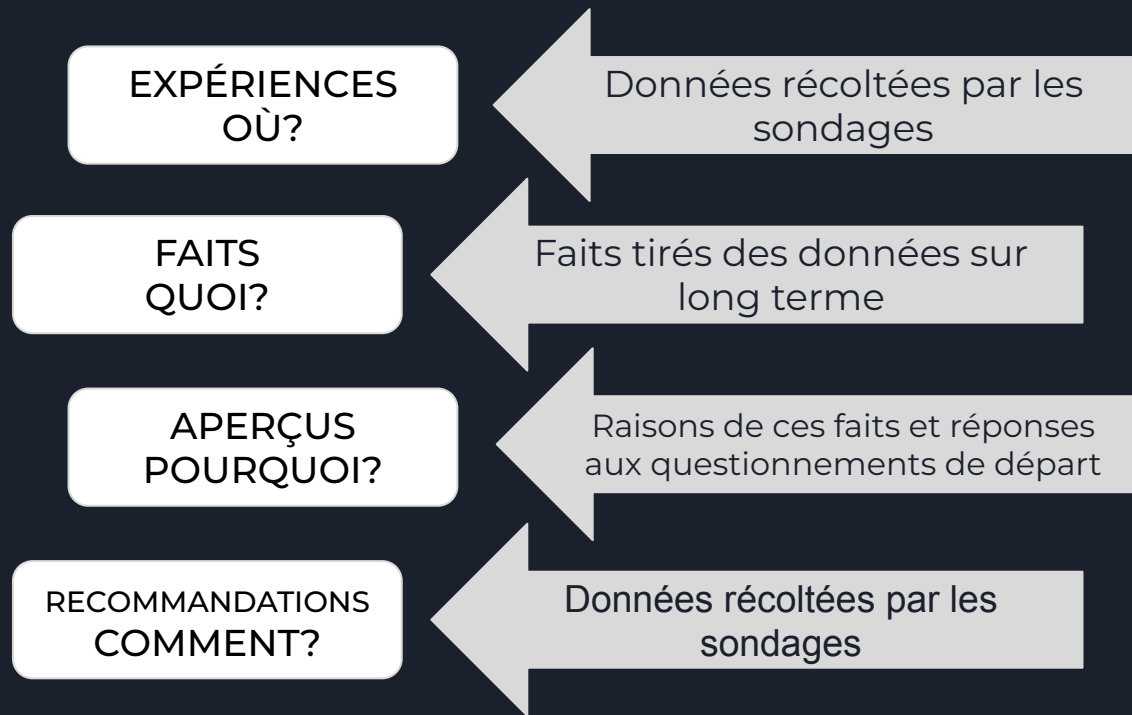 EXPÉRIENCES
OÙ?
Données récoltées par les
sondages
FAITS
QUOI?
Faits tirés des données sur
long terme
APERÇUS
POURQUOI?
Raisons de ces faits et réponses
aux questionnements de départ
RECOMMANDATIONS
COMMENT?
Données récoltées par les
sondages